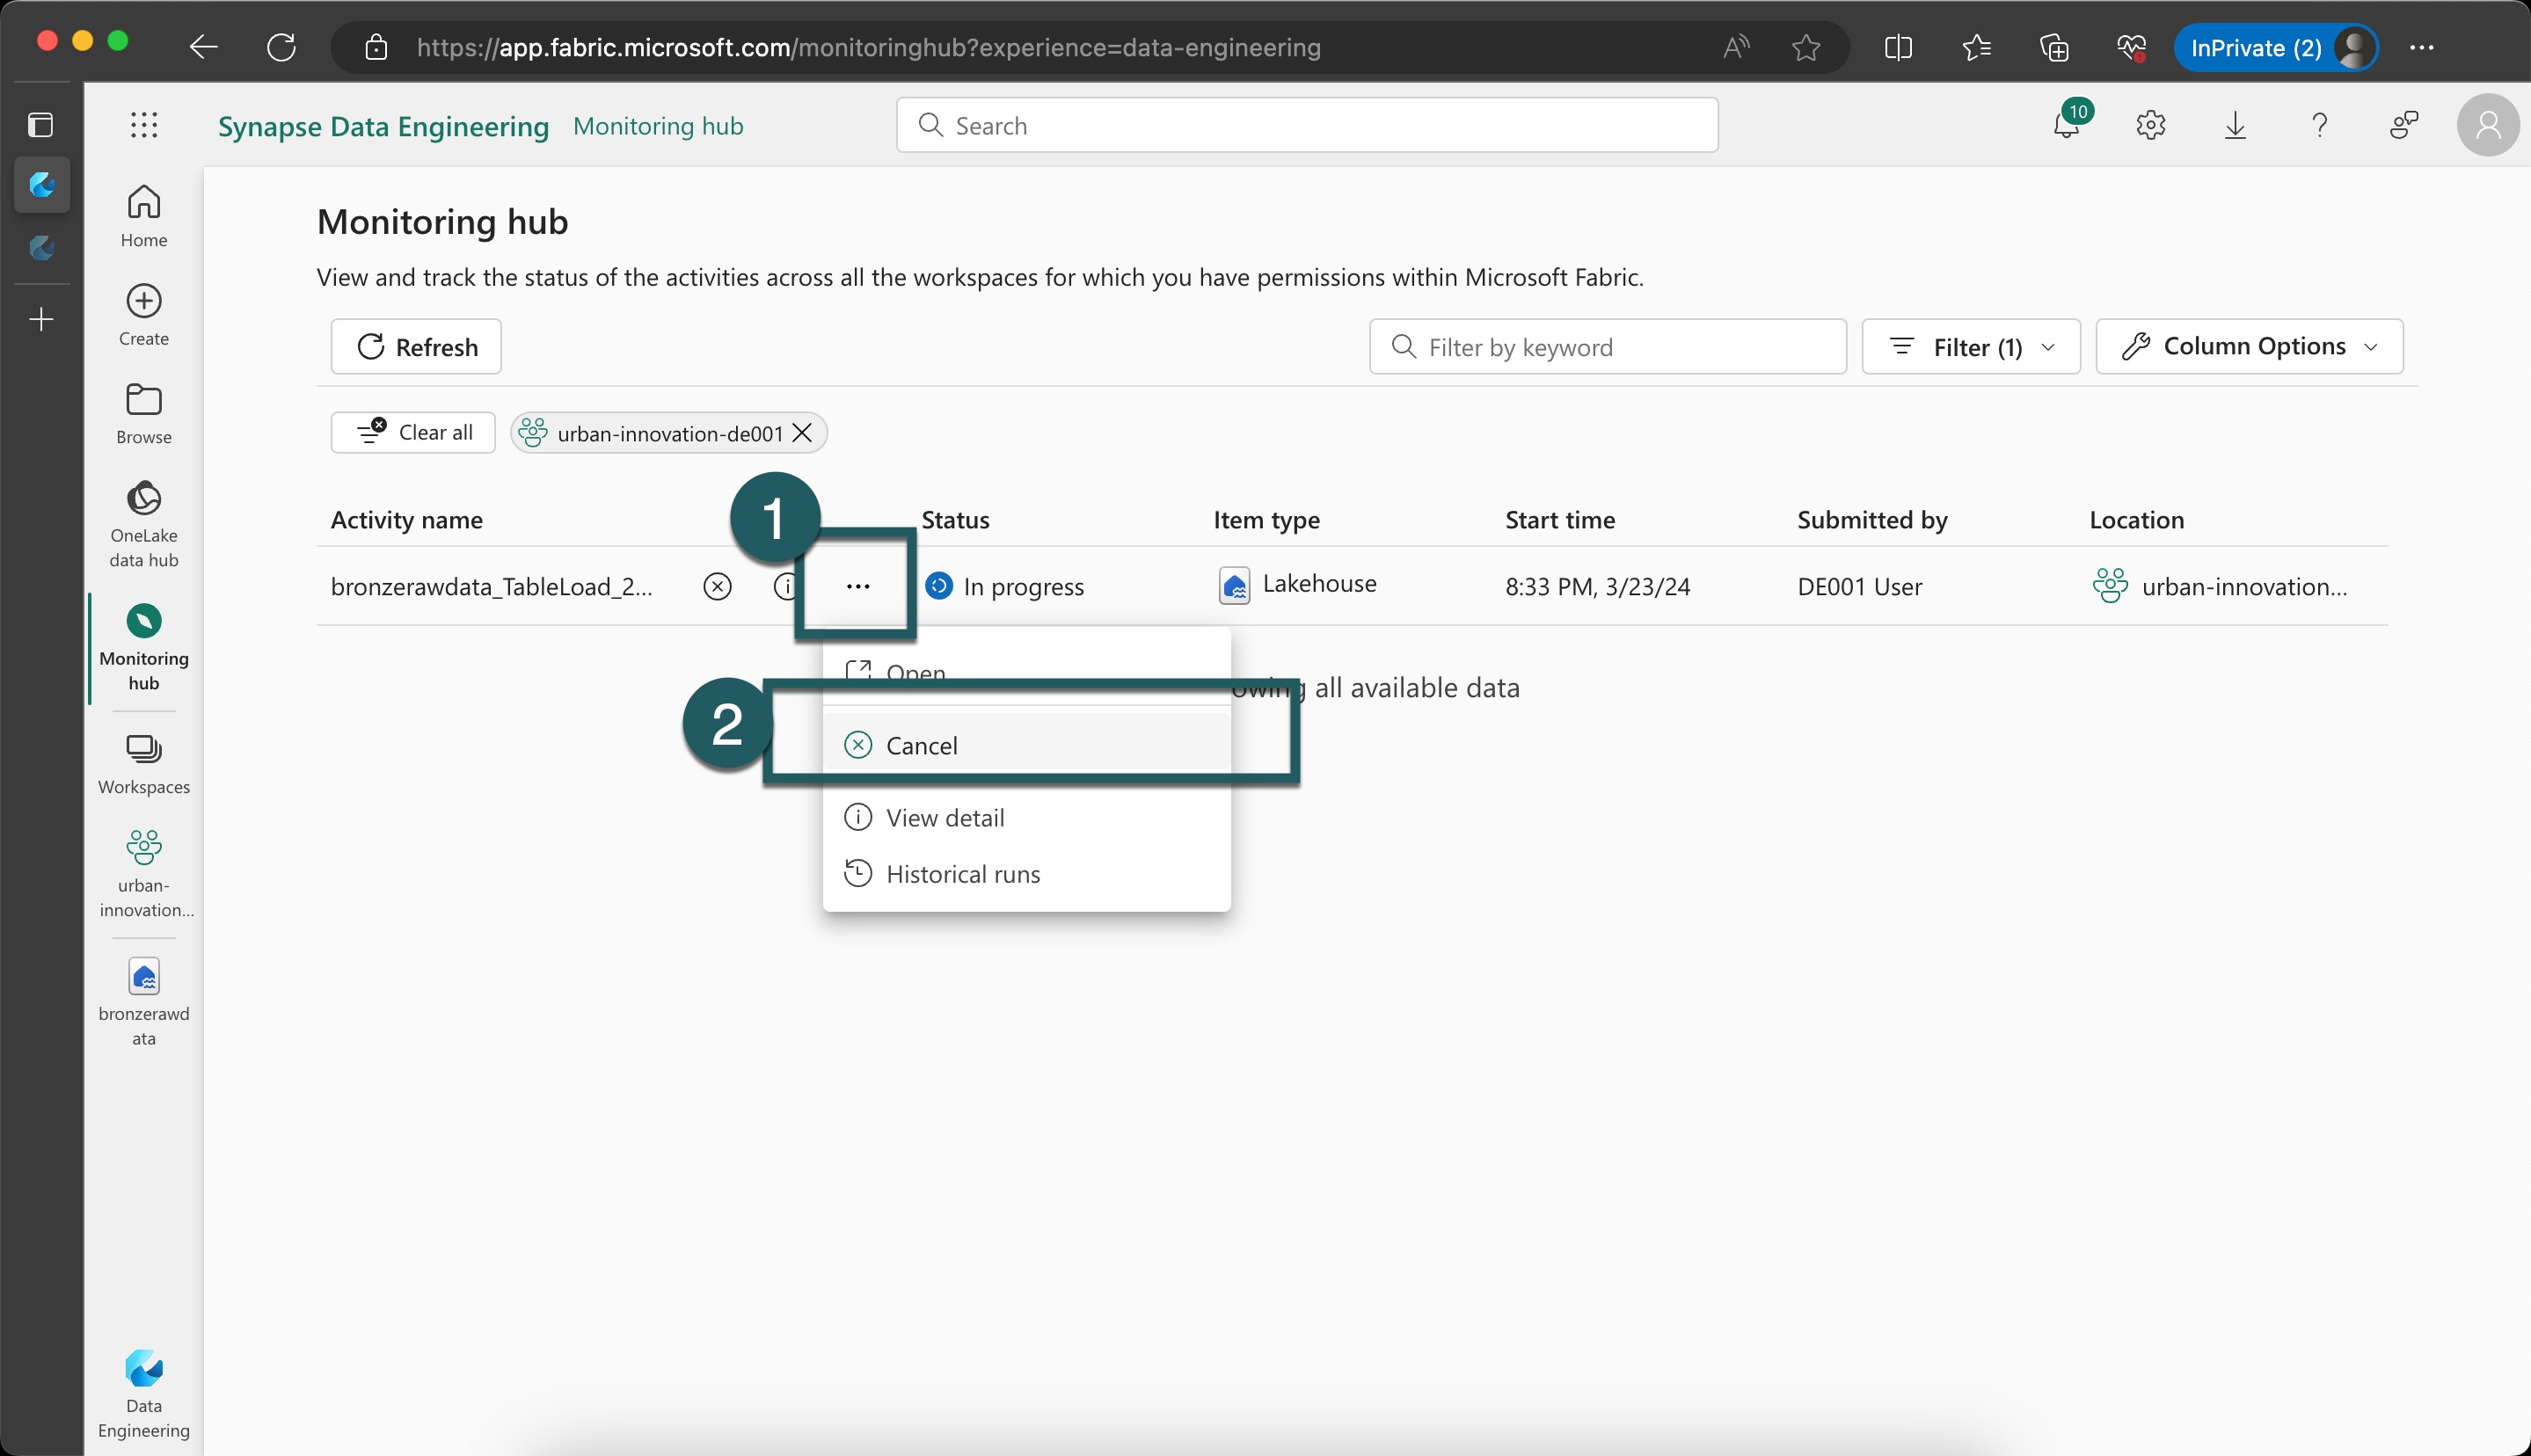 https://app.fabric.microsoft.com/monitoringhub?experience=data-engineering
InPrivate (2)
Synapse Data Engineering
Monitoring hub
Search
10
Home
Create
Browse
OneLake
data hub
Monitoring
hub
Workspaces
urban-
innovation...
bronzerawd
ata
Data
Engineering
Monitoring hub
View and track the status of the activities across all the workspaces for which you have permissions within Microsoft Fabric.
Refresh
Filter by keyword
Filter (1)
Column Options
Clear all
urban-innovation-de001
Activity name
Status
Item type
Start time
Submitted by
Location
1
bronzerawdata_TableLoad_2...
In progress
Lakehouse
8:33 PM, 3/23/24
DE001 User
urban-innovation...
Open
all available data
2
Cancel
View detail
Historical runs